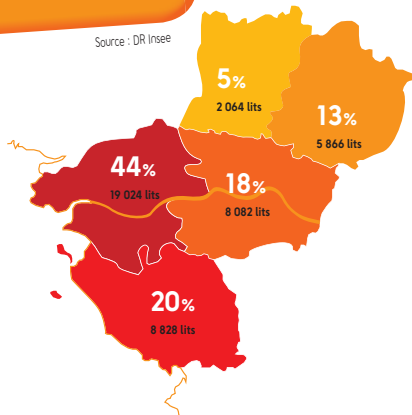 Source : DR Insee
5%
2 064 lits
13%
5 866 lits
44%
19 024 lits
18%
8 082 lits
20%
8 828 lits